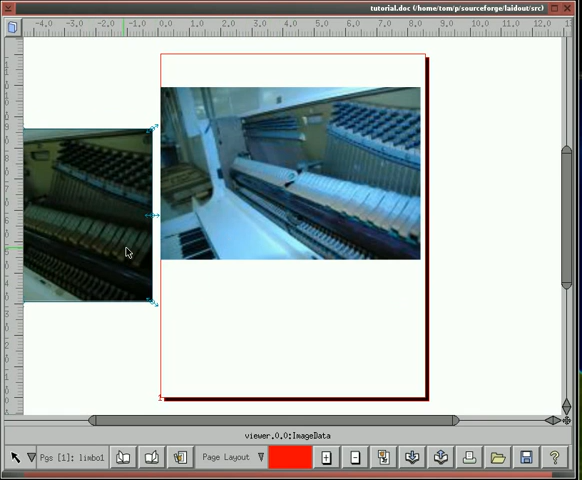 tutorial.doc (/home/tom/p/sourceforge/laidout/src)
-4,0 -3,0 -2,0 -1,0 0,0 1,0 2,0 3,0 4,0 5,0 6,0 7,0 8,0 9,0 10,0 11,0 12,0
1
viewer.0.0:ImageData
Pgs [1]: limbo1
Page Layout
?